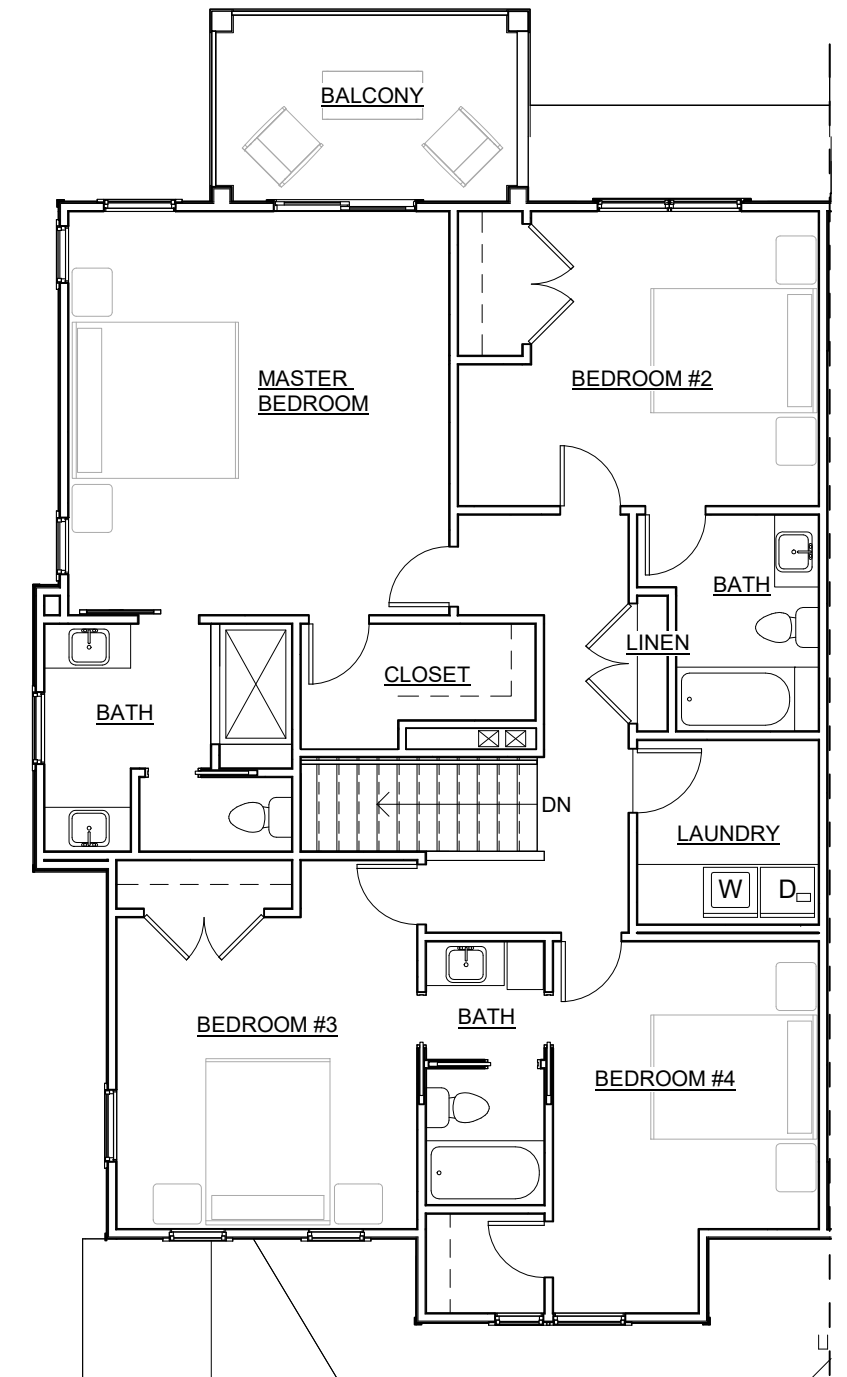 BALCONY
MASTER
BEDROOM
BEDROOM #2
BATH
LINEN
CLOSET
BATH
DN
LAUNDRY
W
D
BEDROOM #3
BATH
BEDROOM #4